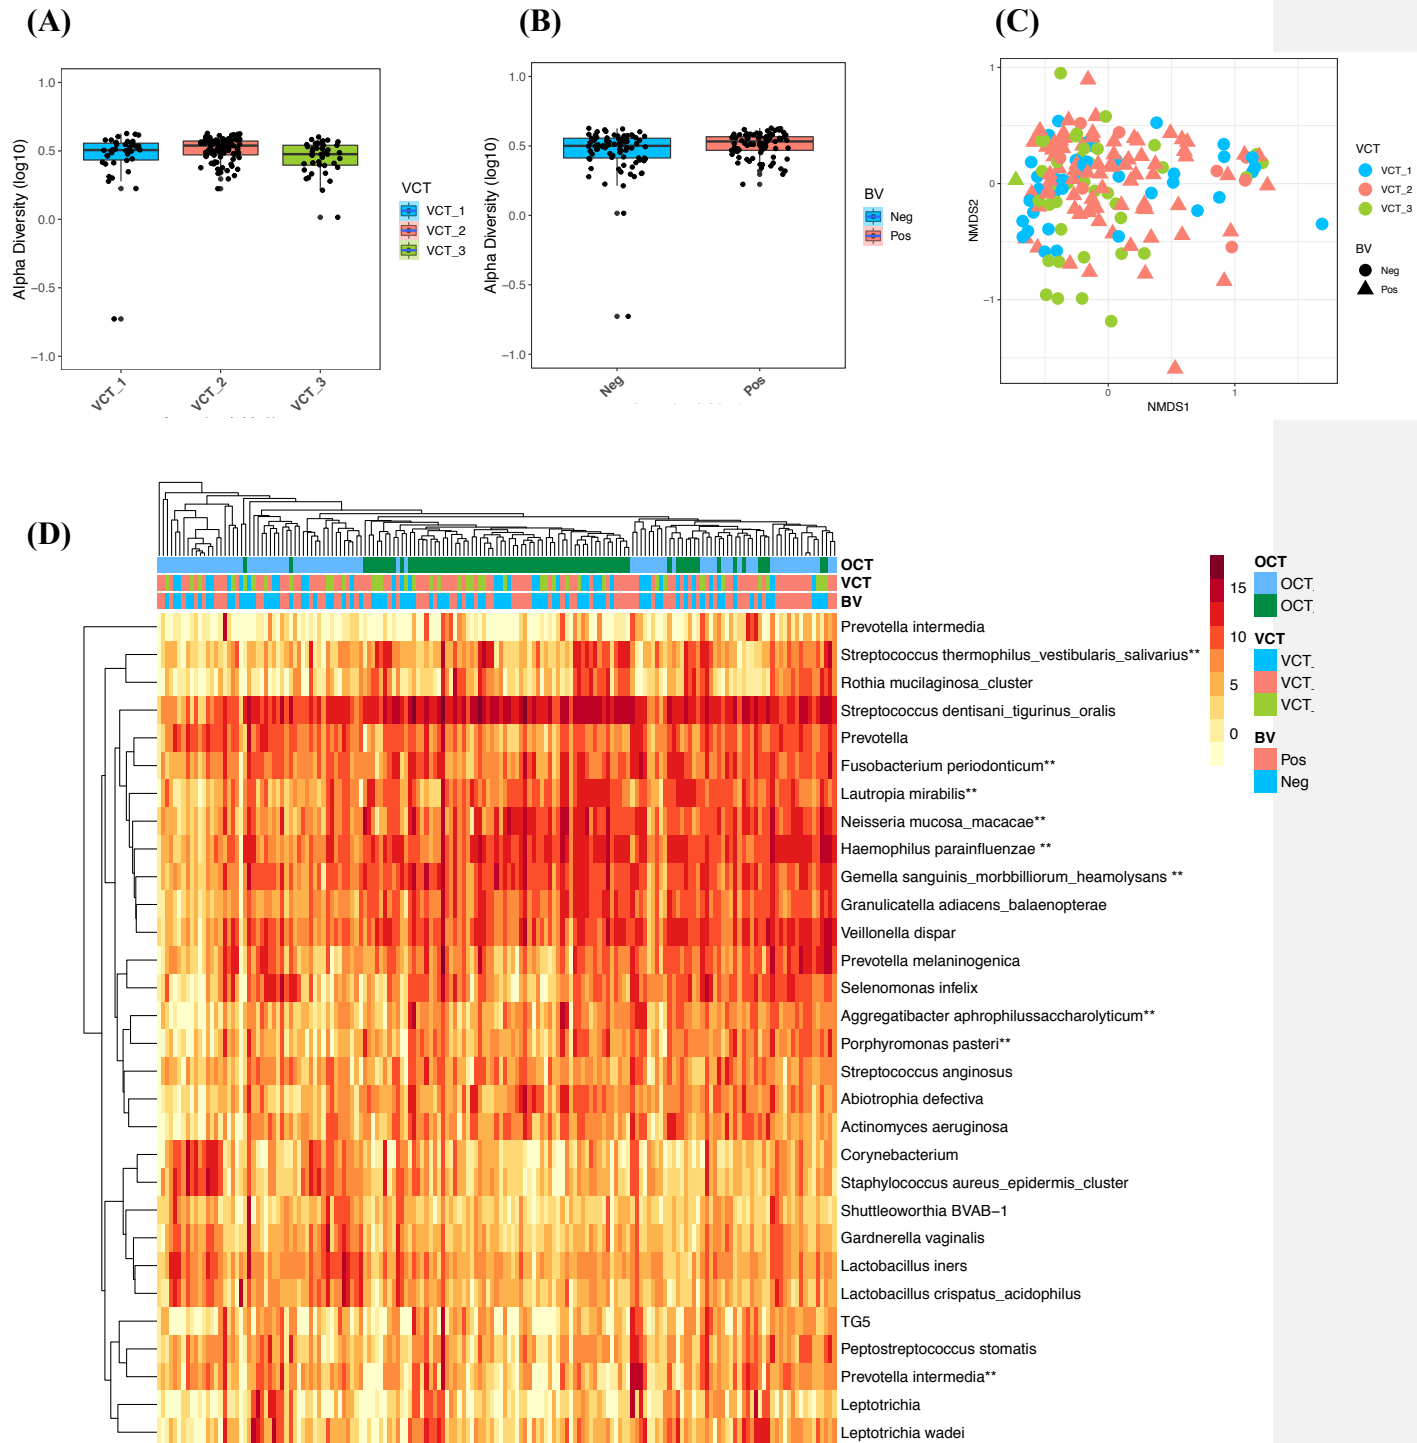 (A)
(B)
(C)
Alpha Diversity (log10)
1.0
0.5
0.0
−0.5
−1.0
VCT_1
VCT_2
VCT_3
VCT
VCT_1
VCT_2
VCT_3
Alpha Diversity (log10)
1.0
0.5
0.0
−0.5
−1.0
Neg
Pos
BV
Neg
Pos
NMDS2
1
0
−1
0
1
NMDS1
VCT
VCT_1
VCT_2
VCT_3
BV
Neg
Pos
(D)
OCT
VCT
BV
Prevotella intermedia
Streptococcus thermophilus_vestibularis_salivarius**
Rothia mucilaginosa_cluster
Streptococcus dentisani_tigurinus_oralis
Prevotella
Fusobacterium periodonticum**
Lautropia mirabilis**
Neisseria mucosa_macacae**
Haemophilus parainfluenzae **
Gemella sanguinis_morbbilliorum_heamolysans **
Granulicatella adiacens_balaenopterae
Veillonella dispar
Prevotella melaninogenica
Selenomonas infelix
Aggregatibacter aphrophilussaccharolyticum**
Porphyromonas pasteri**
Streptococcus anginosus
Abiotrophia defectiva
Actinomyces aeruginosa
Corynebacterium
Staphylococcus aureus_epidermis_cluster
Shuttleoworthia BVAB−1
Gardnerella vaginalis
Lactobacillus iners
Lactobacillus crispatus_acidophilus
TG5
Peptostreptococcus stomatis
Prevotella intermedia**
Leptotrichia
Leptotrichia wadei
15
10
5
0
OCT
OCT_
OCT_
VCT
VCT_
VCT_
VCT_
BV
Pos
Neg